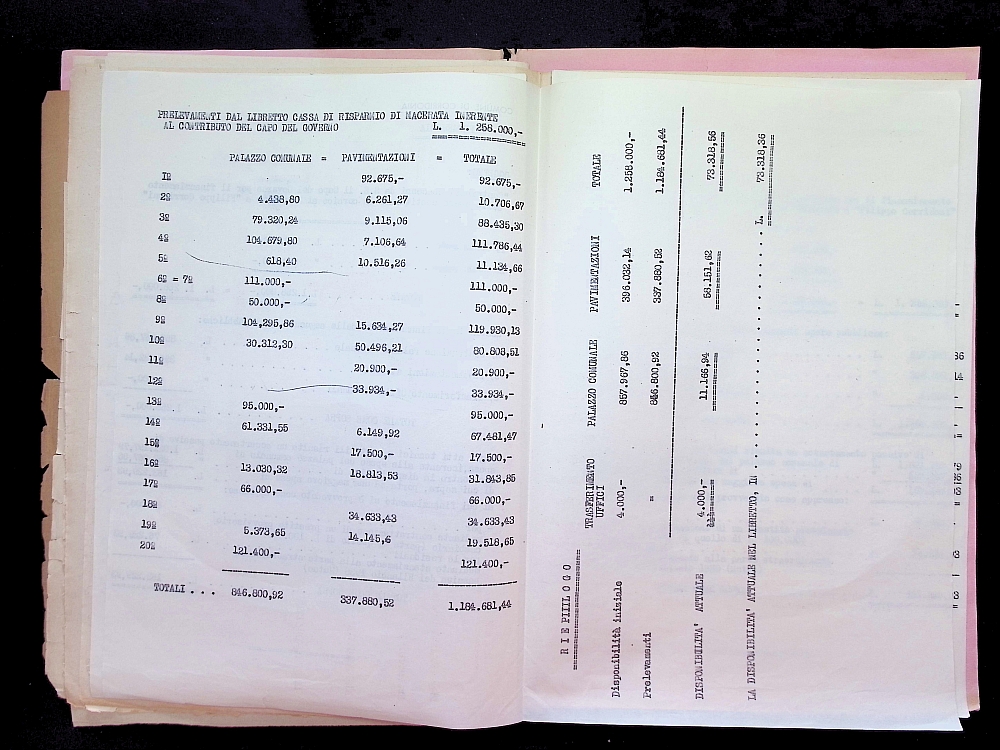 PRELEVAMENTI DAL LIBRETTO CASSA DI RISPARMIO DI MACERATA INERENTE
AL CONTRIBUTO DEL CAPO DEL GOVERNO L. 1. 258.000,-
PALAZZO COMUNALE = PAVIMENTAZIONI = TOTALE
1º 92.675,- 92.675,-
2º 4.438,80 6.261,27 10.706,67
3º 79.320,24 9.115,06 88.435,30
4º 104.679,80 7.106,64 111.786,44
5º 618,40 10.516,26 11.134,66
6º = 7º 111.000,- 111.000,-
8º 50.000,- 50.000,-
9º 104,295,86 15.634,27 119.930,13
10º 30.312,30 50.496,21 80.808,51
11º 20.900,- 20.900,-
12º 33.934,- 33.934,-
13º 95.000,- 95.000,-
14º 61.331,55 6.149,92 67.481,47
15º 17.500,- 17.500,-
16º 13.030,32 18.813,53 31.843,85
17º 66.000,- 66.000,-
18º 34.633,43 34.633,43
19º 5.373,65 14.145,6 19.518,65
20º 121.400,- 121.400,-
TOTALI ... 846.800,92 337.880,52 1.184.681,44
RIEPIILOGO
TRASFERIMENTO PALAZZO COMUNALE PAVIMENTAZIONI TOTALE
UFFICI
Disponibilità iniziale 4.000,- 857.967,86 396.032,14 1.258.000,-
Prelevamenti = 846.800,92 337.880,52 1.184.681,44
DISPONIBILITA' ATTUALE 4.000,- 11.166,94 58.151,62 73.318,56
LA DISPONIBILITA' ATTUALE NEL LIBRETTO, DI . . . . . . . . . . . . . . . . L. 73.318,36